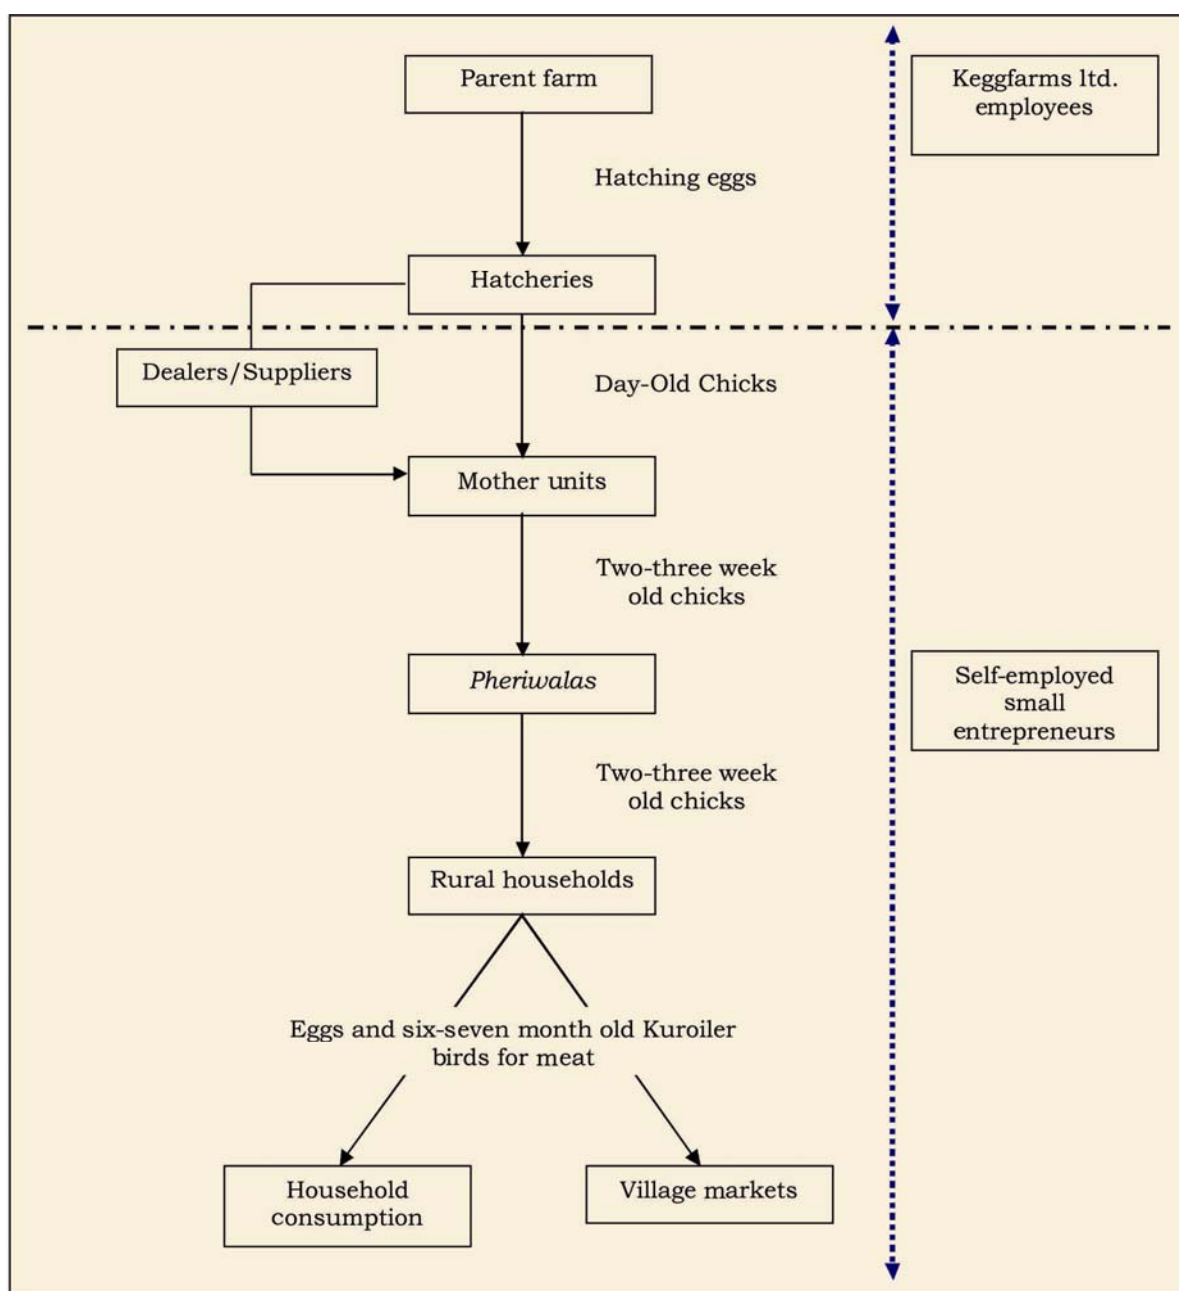 Parent farm
Keggfarms ltd.
employees
Hatching eggs
Hatcheries
Dealers/Suppliers
Day-Old Chicks
Mother units
Two-three week
old chicks
Pheriwalas
Self-employed
small
entrepreneurs
Two-three week
old chicks
Rural households
Eggs and six-seven month old Kuroiler
birds for meat
Household
consumption
Village markets